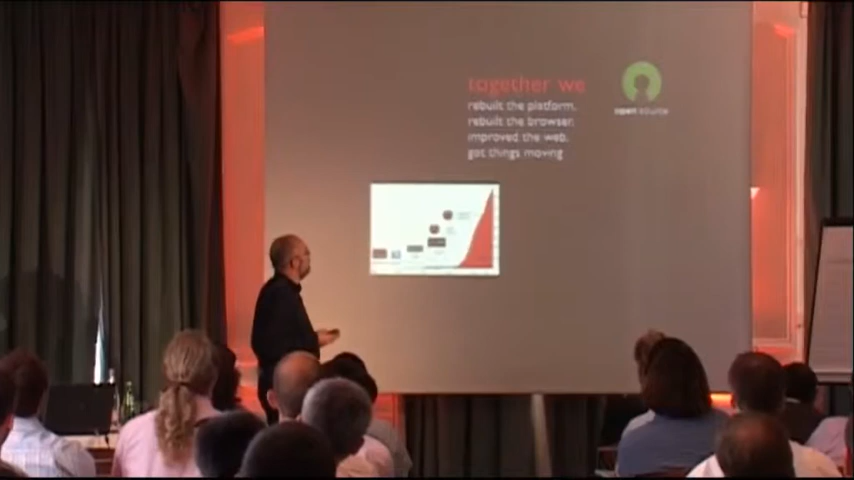 together we
rebuilt the platform.
rebuilt the browser.
improved the web.
got things moving
open source